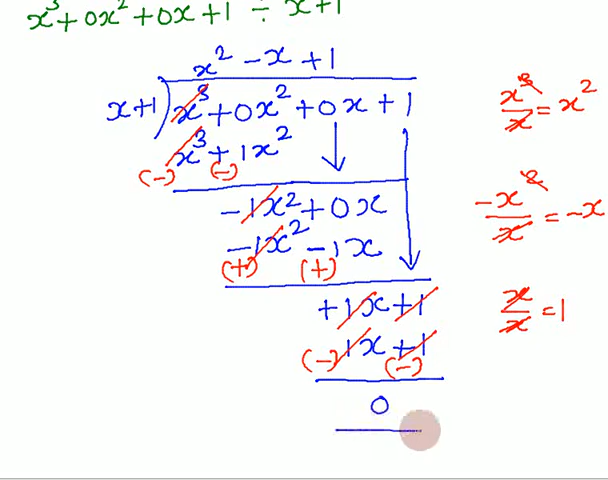 x³+0x²+0x+1 ÷ x+1
x² - x + 1
x+1)x³+0x²+0x+1
x³+1x²
(-) (-)
-1x²+0x
-1x²-1x
(+) (+)
+1x+1
1x+1
(-) (-)
0
x³/x = x²
-x²/x = -x
x/x = 1